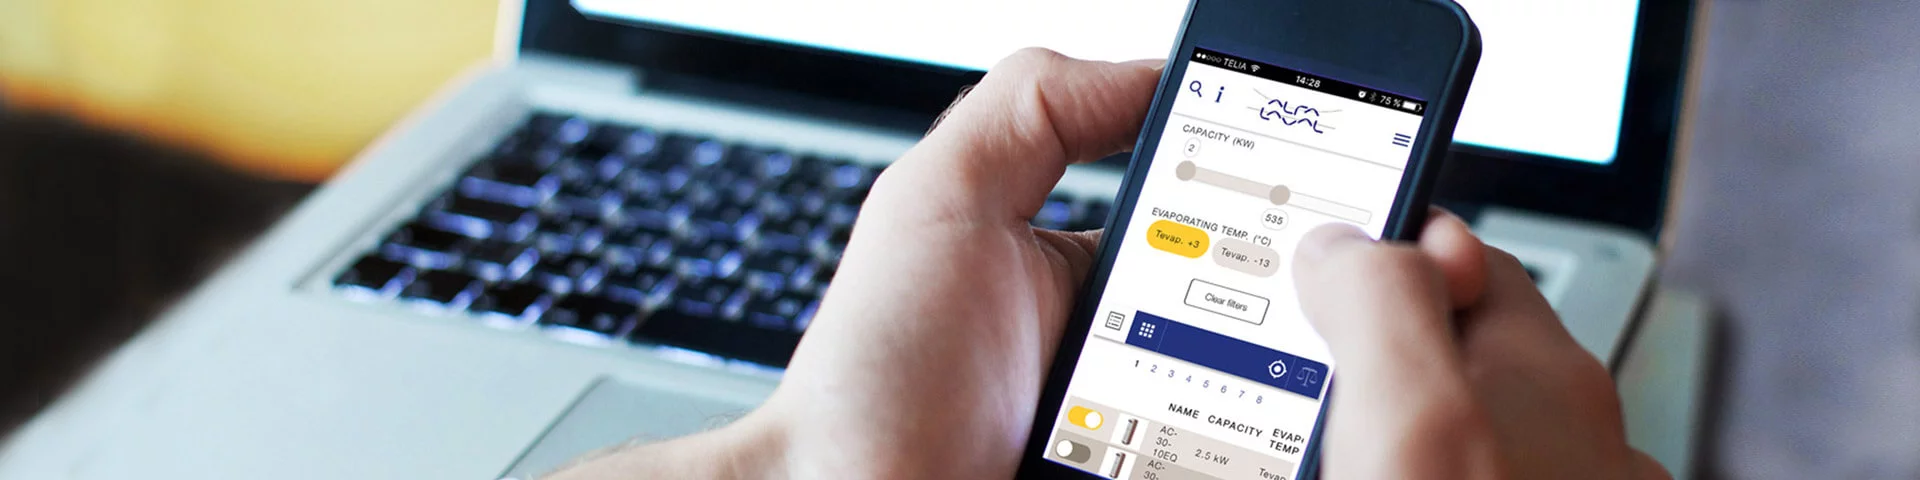 TELIA 14:28 75 %
i
ALFA
LAVAL
CAPACITY (KW)
2
535
EVAPORATING TEMP. (°C)
Tevap. +3 Tevap. -13
Clear filters
1 2 3 4 5 6 7 8
NAME CAPACITY EVAP
TEMP
AC-
30-
10EQ 2.5 kW Tevap
AC-
30-